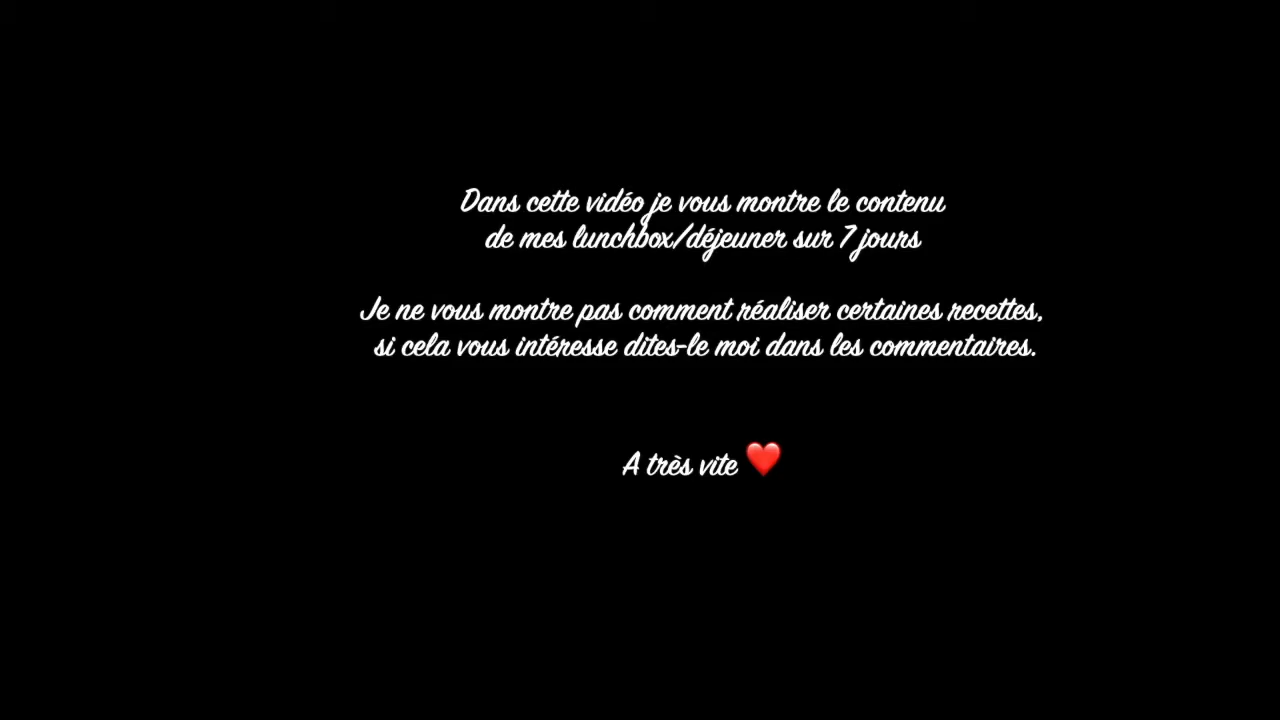 Dans cette vidéo je vous montre le contenu
de mes lunchbox/déjeuner sur 7 jours
Je ne vous montre pas comment réaliser certaines recettes,
si cela vous intéresse dites-le moi dans les commentaires.
A très vite ❤️